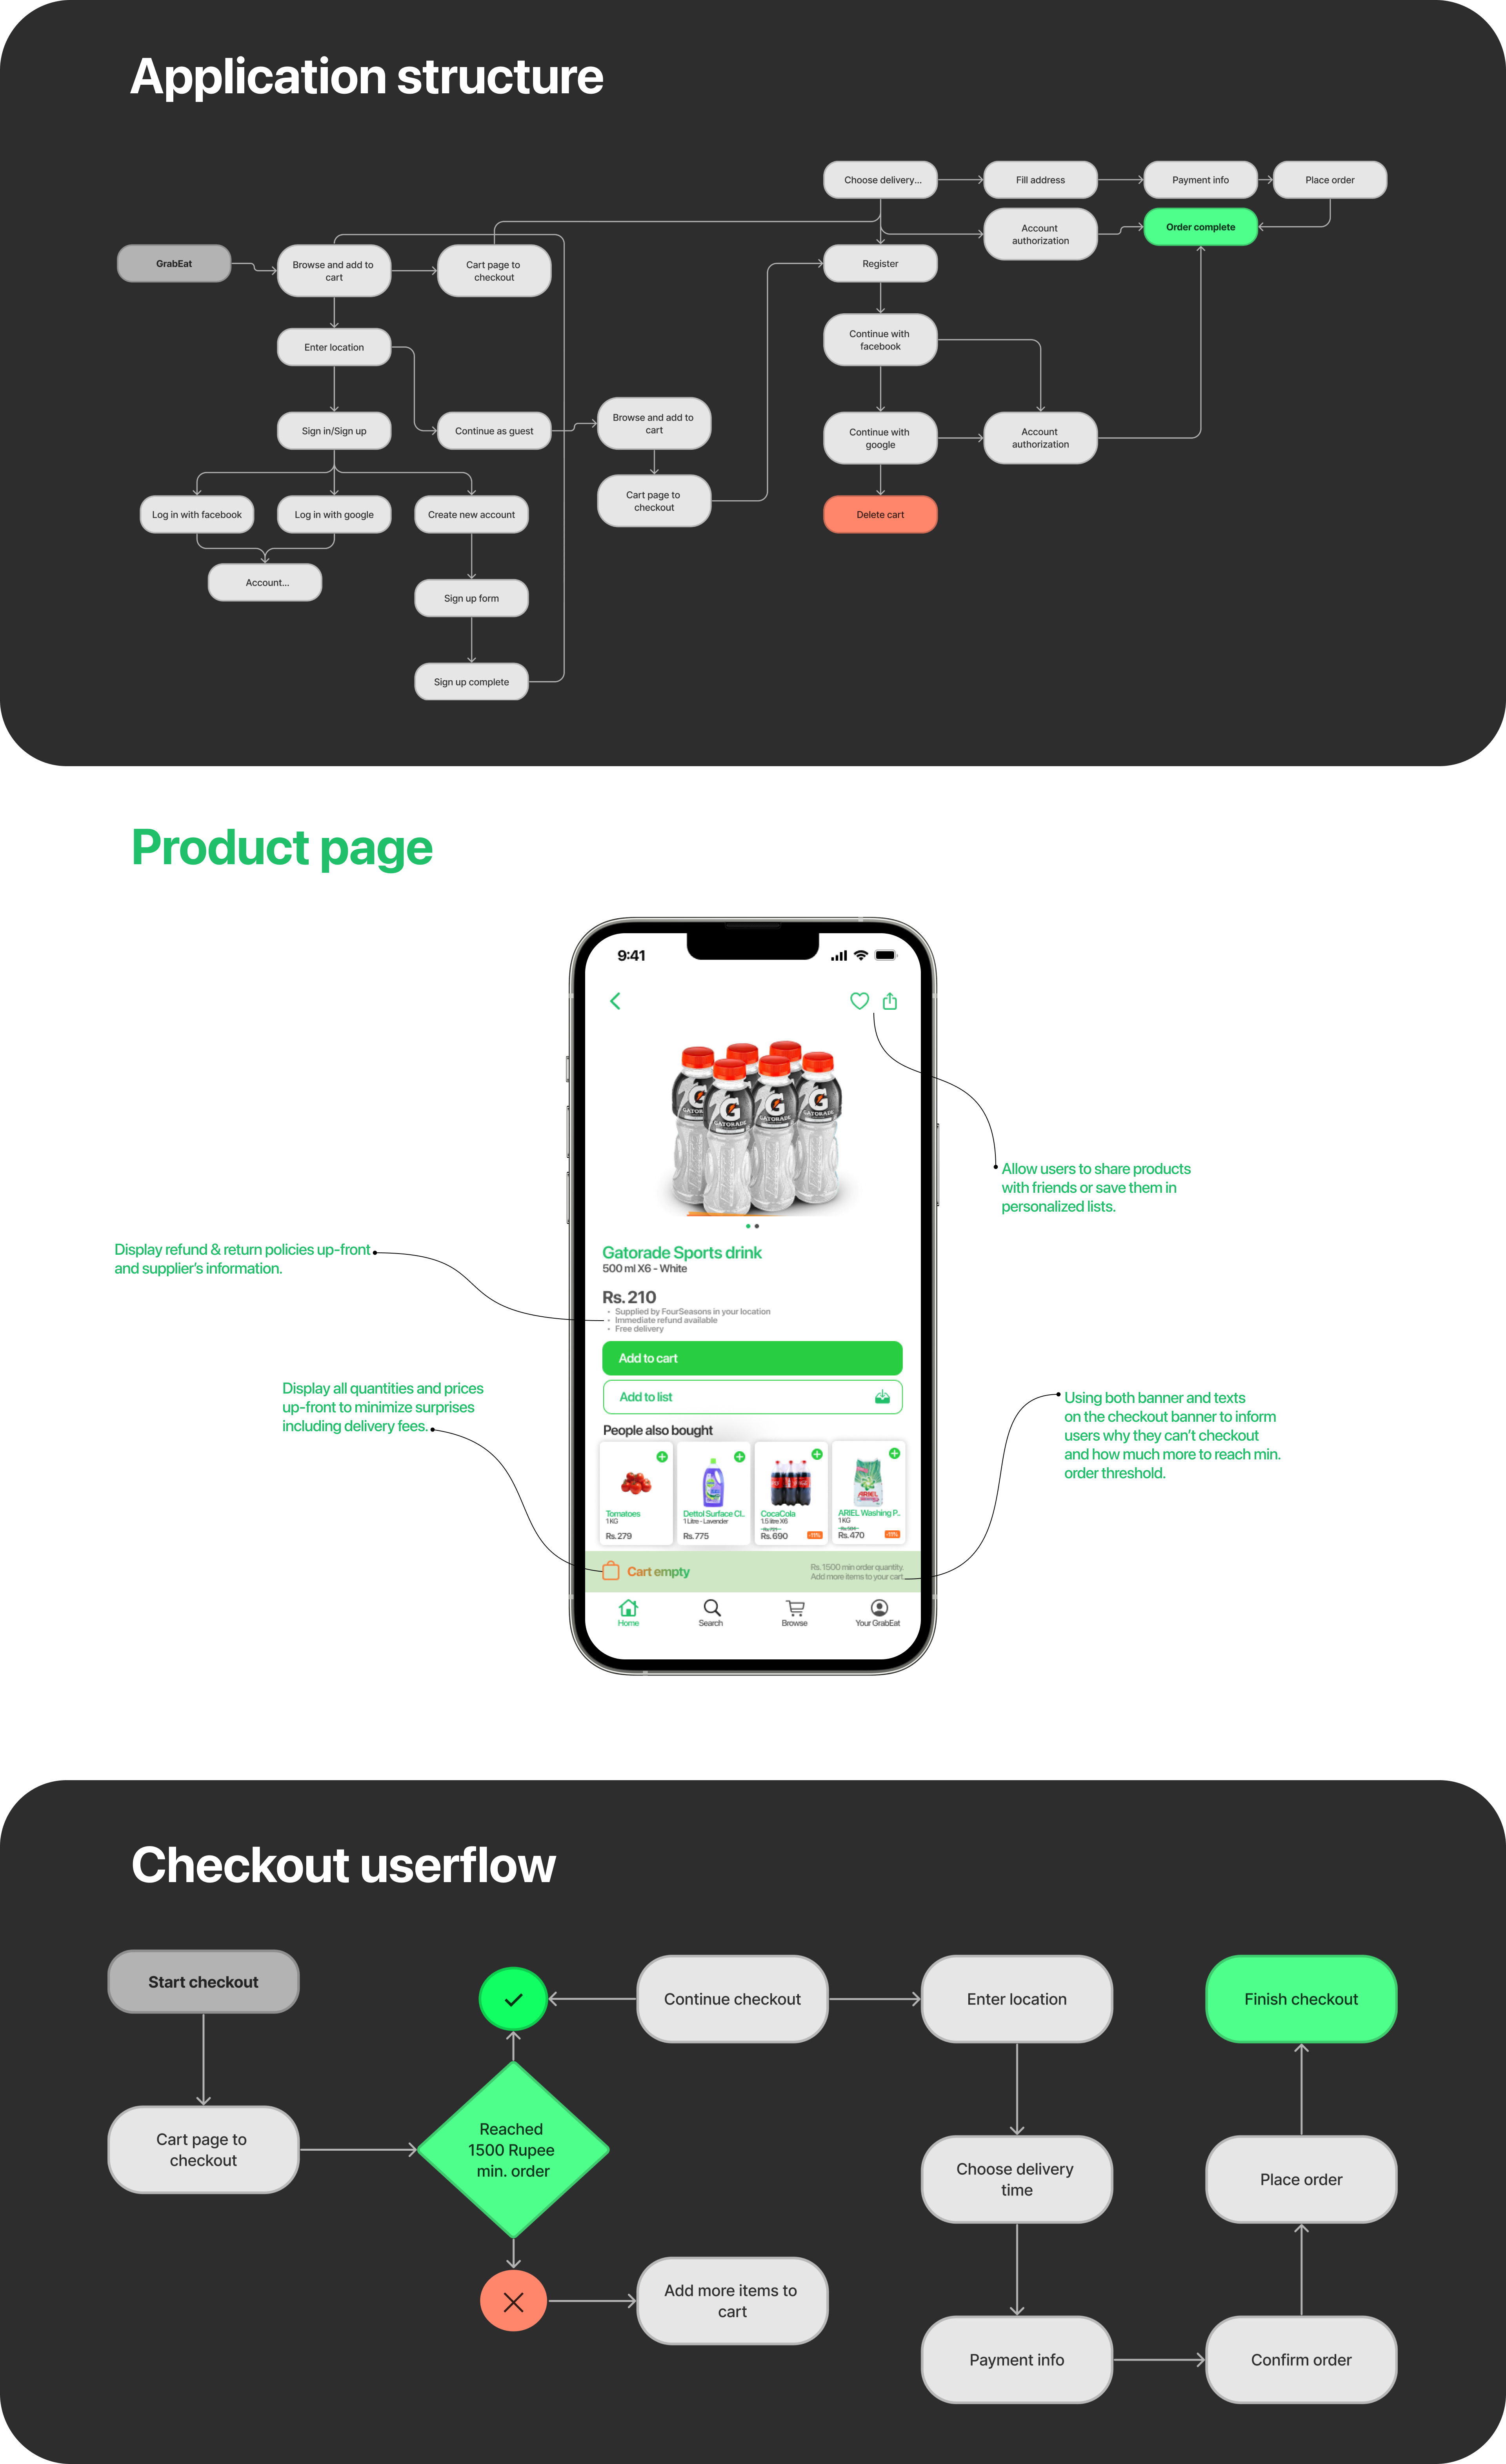 Application structure
Choose delivery...
Fill address
Payment info
Place order
Account
authorization
Order complete
GrabEat
Browse and add to
cart
Cart page to
checkout
Register
Enter location
Continue with
facebook
Sign in/Sign up
Continue as guest
Browse and add to
cart
Continue with
google
Account
authorization
Log in with facebook
Log in with google
Create new account
Cart page to
checkout
Delete cart
Account...
Sign up form
Sign up complete
Product page
9:41
GATORADE
GATORADE
GATORADE
Allow users to share products
with friends or save them in
personalized lists.
Display refund & return policies up-front
and supplier's information.
Gatorade Sports drink
500 ml X6 - White
Rs. 210
• Supplied by FourSeasons in your location
• Immediate refund available
• Free delivery
Add to cart
Add to list
Display all quantities and prices
up-front to minimize surprises
including delivery fees.
Using both banner and texts
on the checkout banner to inform
users why they can't checkout
and how much more to reach min.
order threshold.
People also bought
Tomatoes
1 KG
Rs. 279
Dettol Surface Cl..
1 Litre - Lavender
Rs. 775
CocaCola
1.5 litre X6
Rs. 690
-11%
ARIEL
ARIEL Washing P..
1 KG
Rs. 470
-11%
Cart empty
Rs. 1500 min order quantity.
Add more items to your cart.
Home
Search
Browse
Your GrabEat
Checkout userflow
Start checkout
Continue checkout
Enter location
Finish checkout
Cart page to
checkout
Reached
1500 Rupee
min. order
Choose delivery
time
Place order
Add more items to
cart
Payment info
Confirm order